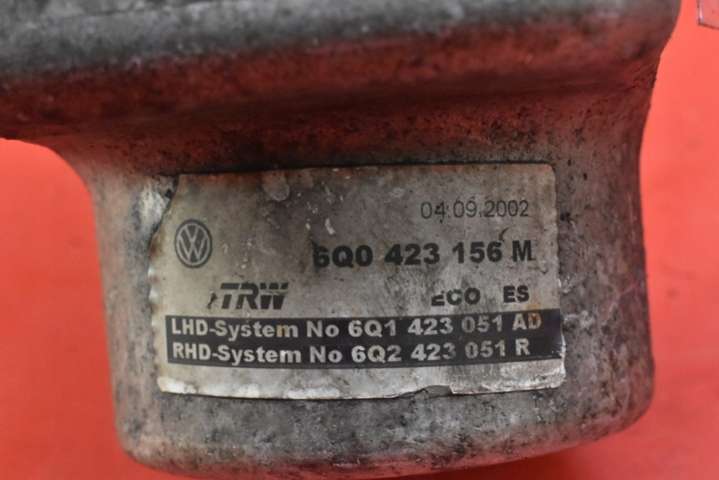 04.09.2002
6Q0 423 156 M
TRW
ECO ES
LHD-System No 6Q1 423 051 AD
RHD-System No 6Q2 423 051 R